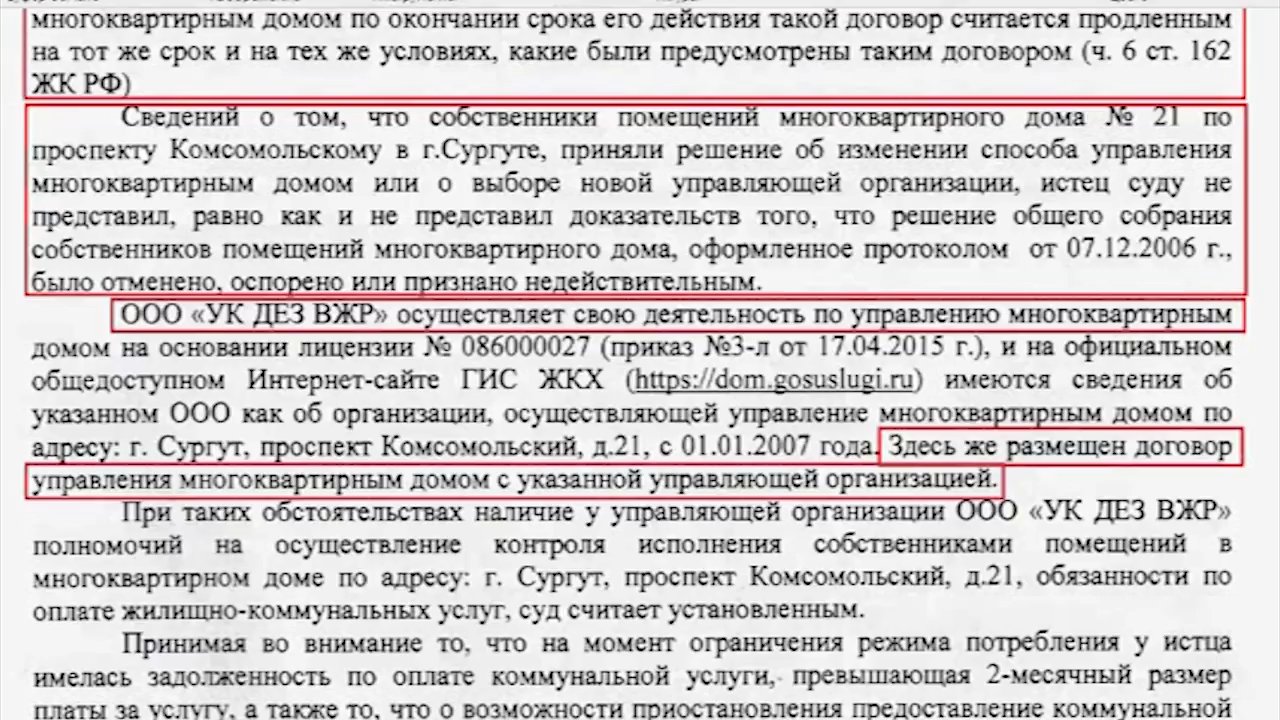 многоквартирным домом по окончании срока его действия такой договор считается продленным
на тот же срок и на тех же условиях, какие были предусмотрены таким договором (ч. 6 ст. 162
ЖК РФ)
Сведений о том, что собственники помещений многоквартирного дома № 21 по
проспекту Комсомольскому в г.Сургуте, приняли решение об изменении способа управления
многоквартирным домом или о выборе новой управляющей организации, истец суду не
представил, равно как и не представил доказательств того, что решение общего собрания
собственников помещений многоквартирного дома, оформленное протоколом от 07.12.2006 г.,
было отменено, оспорено или признано недействительным.
ООО «УК ДЕЗ ВЖР» осуществляет свою деятельность по управлению многоквартирным
домом на основании лицензии № 086000027 (приказ №3-л от 17.04.2015 г.), и на официальном
общедоступном Интернет-сайте ГИС ЖКХ (https://dom.gosuslugi.ru) имеются сведения об
указанном ООО как об организации, осуществляющей управление многоквартирным домом по
адресу: г. Сургут, проспект Комсомольский, д.21, с 01.01.2007 года. Здесь же размещен договор
управления многоквартирным домом с указанной управляющей организацией.
При таких обстоятельствах наличие у управляющей организации ООО «УК ДЕЗ ВЖР»
полномочий на осуществление контроля исполнения собственниками помещений в
многоквартирном доме по адресу: г. Сургут, проспект Комсомольский, д.21, обязанности по
оплате жилищно-коммунальных услуг, суд считает установленным.
Принимая во внимание то, что на момент ограничения режима потребления у истца
имелась задолженность по оплате коммунальной услуги, превышающая 2-месячный размер
платы за услугу, а также то, что о возможности приостановления предоставление коммунальной